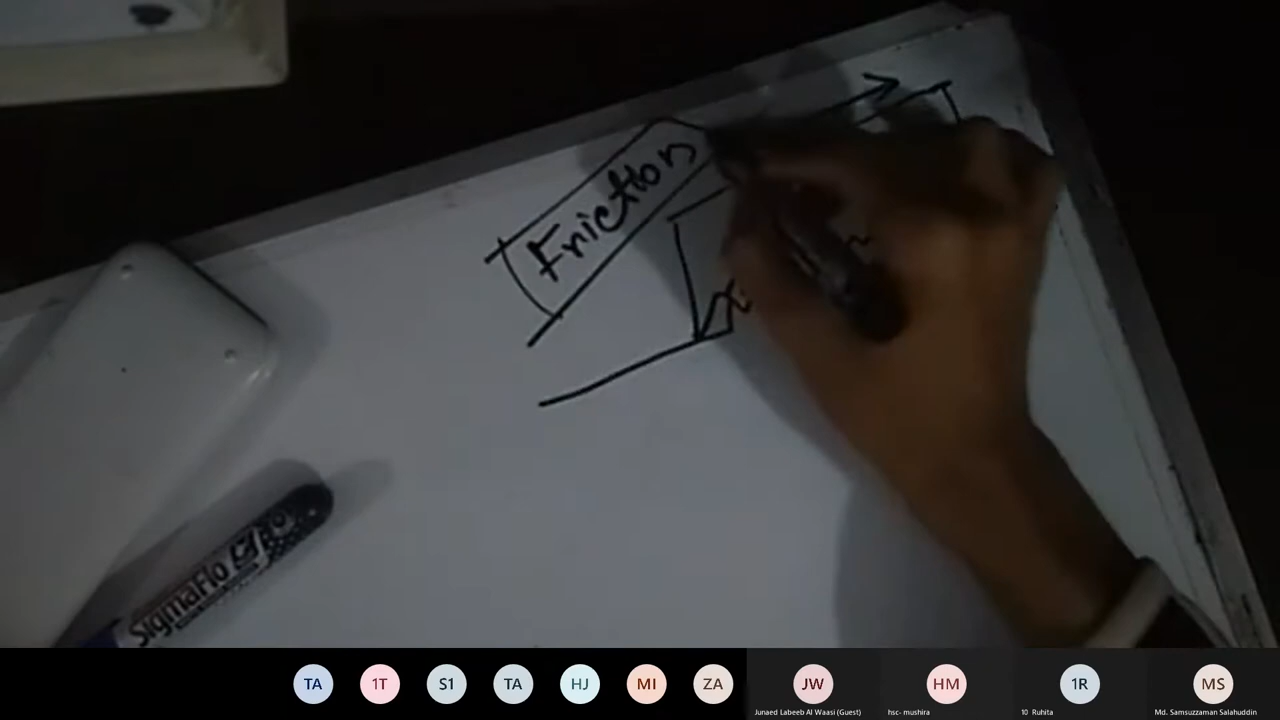 Friction
SigmaFlo
TA
1T
S1
TA
HJ
MI
ZA
JW
HM
1R
MS
Junaed Labeeb Al Waasi (Guest)
hsc- mushira
10 Ruhita
Md. Samsuzzaman Salahuddin